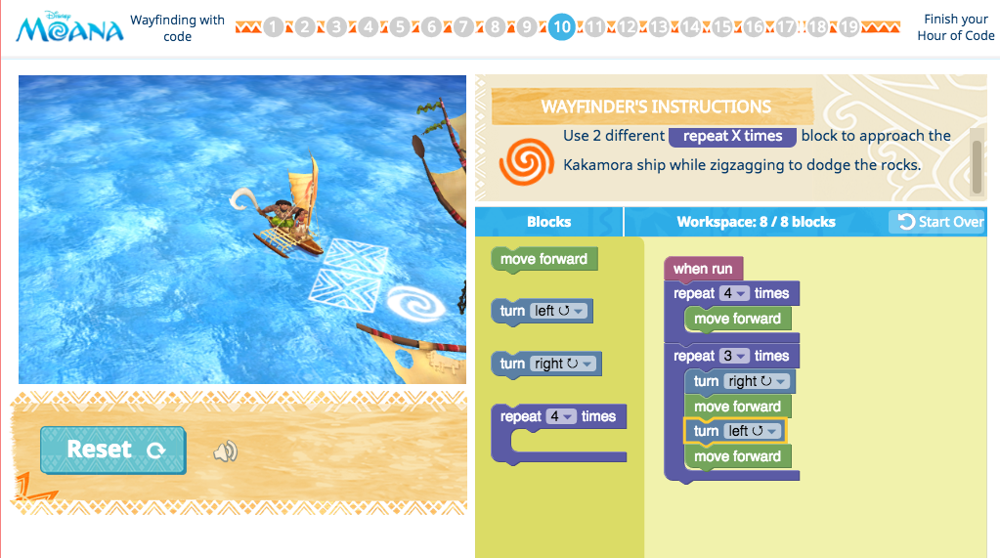 Disney
MOANA
Wayfinding with
code
1 2 3 4 5 6 7 8 9 10 11 12 13 14 15 16 17 18 19
Finish your
Hour of Code
WAYFINDER'S INSTRUCTIONS
Use 2 different repeat X times block to approach the
Kakamora ship while zigzagging to dodge the rocks.
Blocks
Workspace: 8 / 8 blocks
Start Over
move forward
turn left
turn right
repeat 4 times
when run
repeat 4 times
move forward
repeat 3 times
turn right
move forward
turn left
move forward
Reset